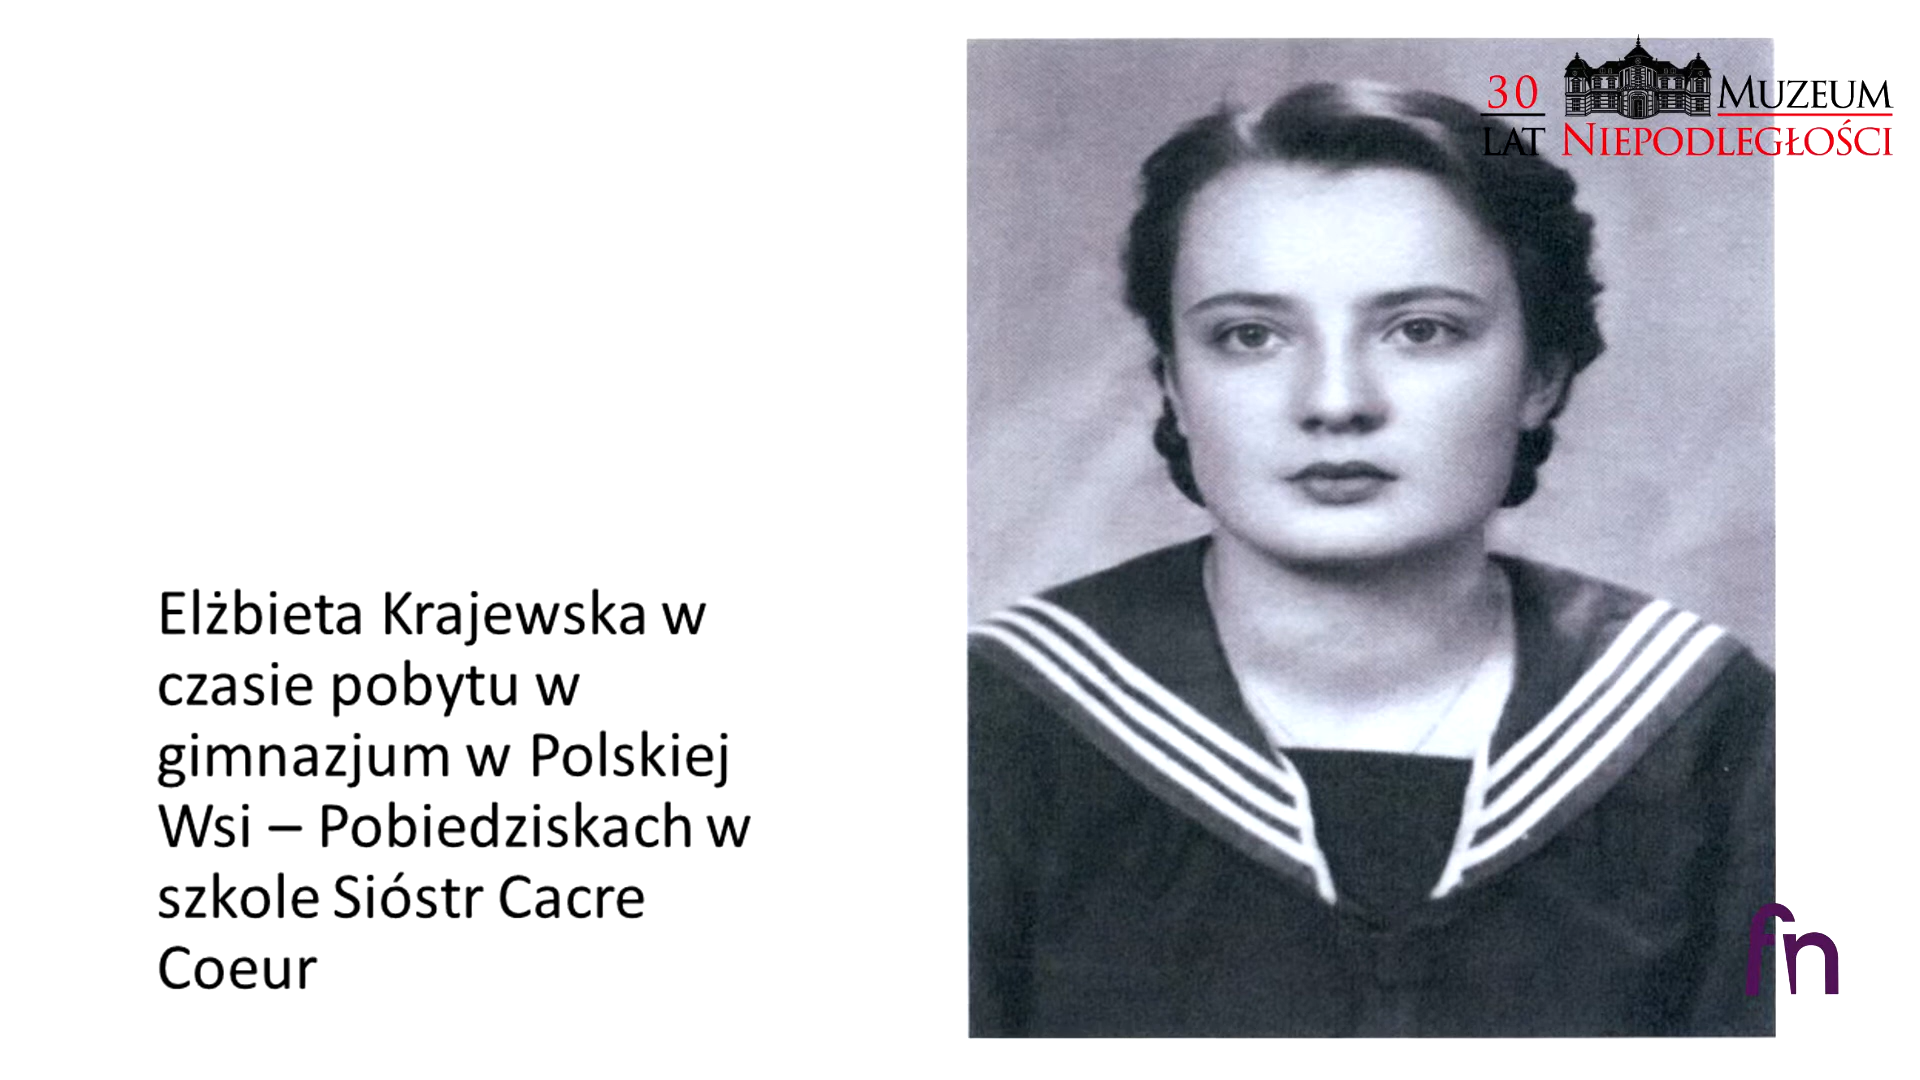 30 LAT
MUZEUM
NIEPODLEGŁOŚCI
Elżbieta Krajewska w
czasie pobytu w
gimnazjum w Polskiej
Wsi – Pobiedziskach w
szkole Sióstr Cacre
Coeur
fn